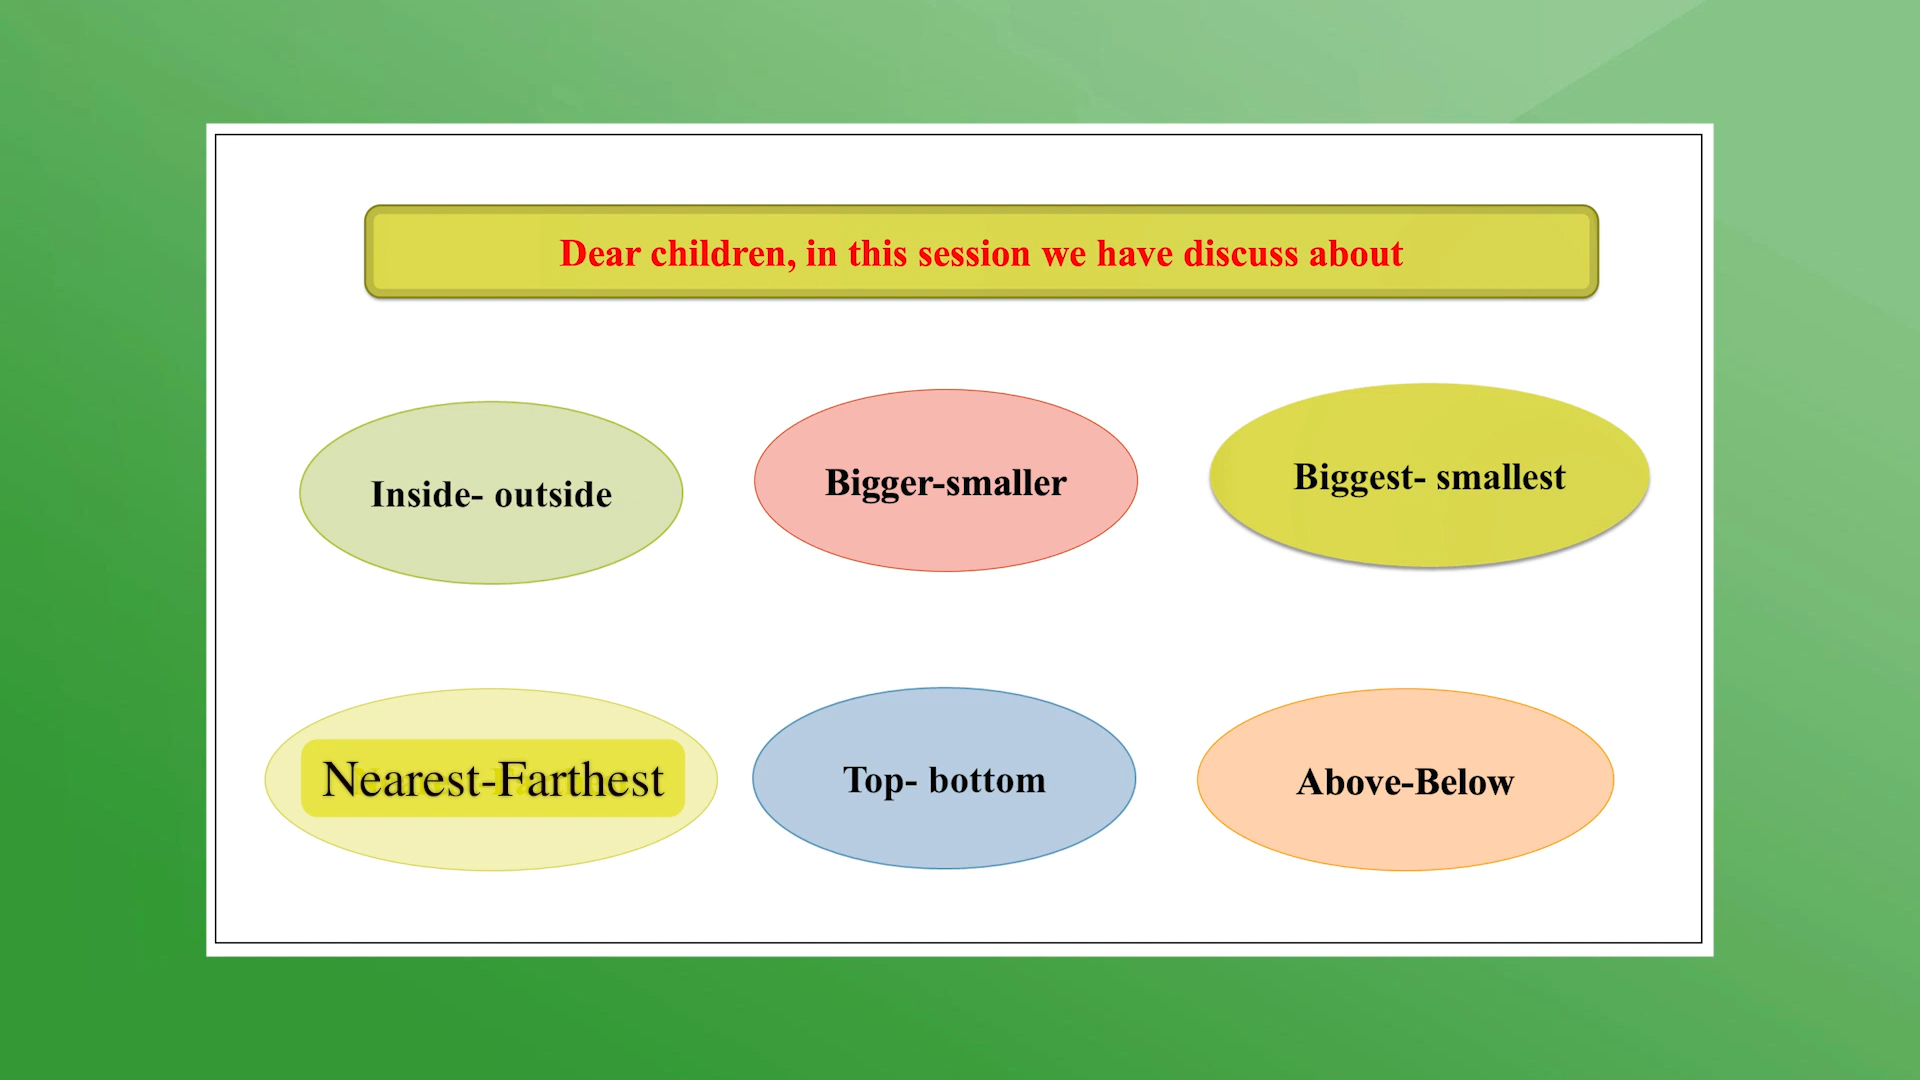 Dear children, in this session we have discuss about
Inside- outside
Bigger-smaller
Biggest- smallest
Nearest-Farthest
Top- bottom
Above-Below